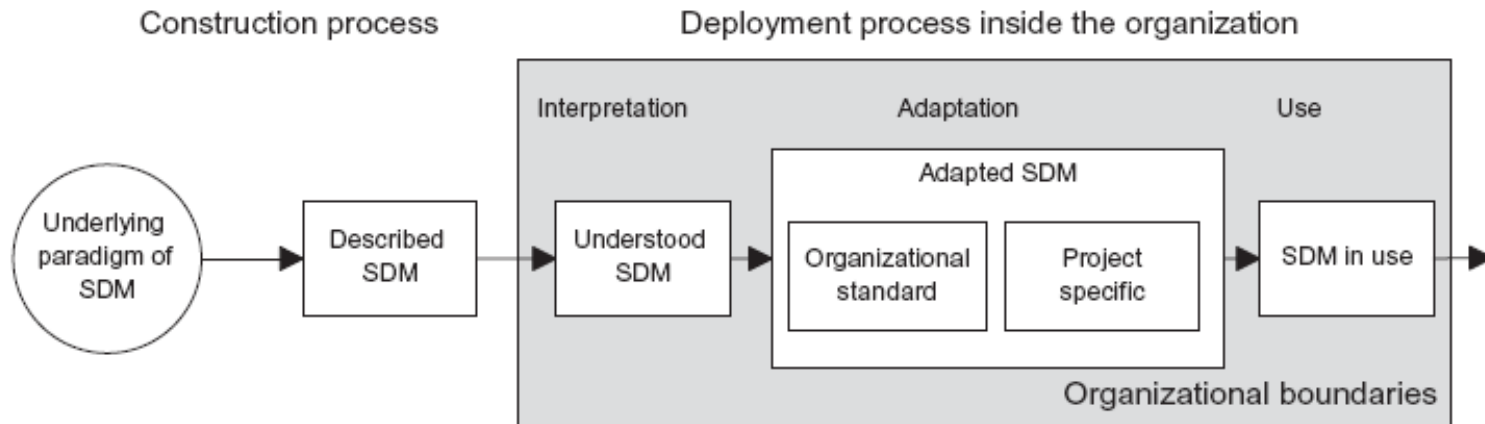 Construction process
Deployment process inside the organization
Interpretation
Adaptation
Use
Underlying
paradigm of
SDM
Described
SDM
Understood
SDM
Adapted SDM
Organizational
standard
Project
specific
SDM in use
Organizational boundaries